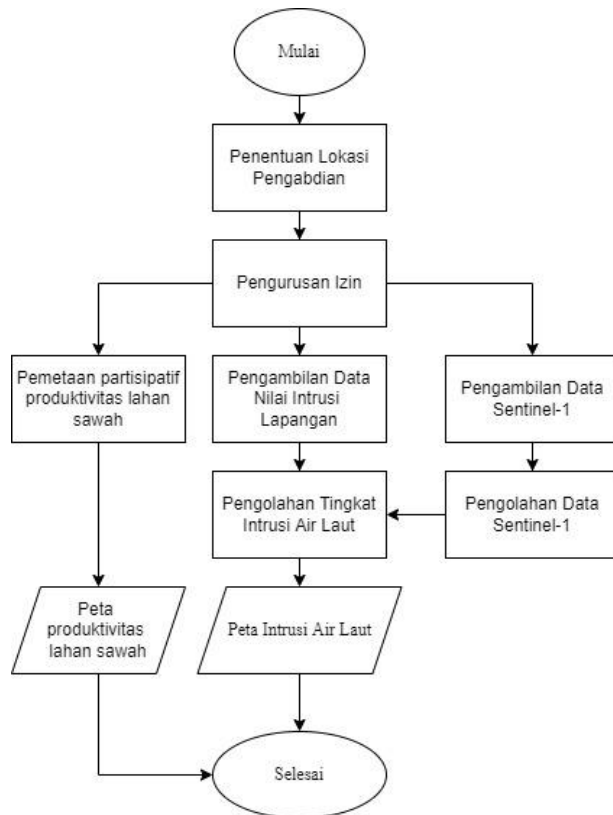 Mulai
Penentuan Lokasi
Pengabdian
Pengurusan Izin
Pemetaan partisipatif
produktivitas lahan
sawah
Pengambilan Data
Nilai Intrusi
Lapangan
Pengambilan Data
Sentinel-1
Pengolahan Tingkat
Intrusi Air Laut
Pengolahan Data
Sentinel-1
Peta
produktivitas
lahan sawah
Peta Intrusi Air Laut
Selesai